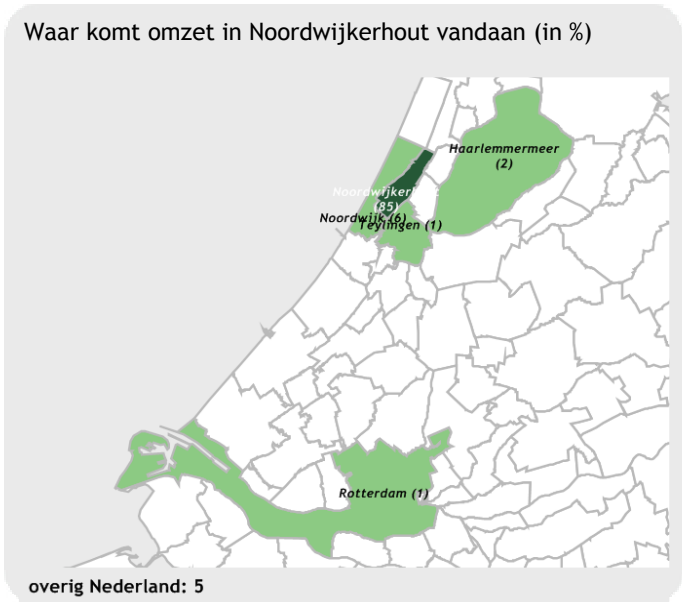 Waar komt omzet in Noordwijkerhout vandaan (in %)
Haarlemmermeer
(2)
Noordwijkerhout
(85)
Noordwijk (6)
Teylingen (1)
Rotterdam (1)
overig Nederland: 5